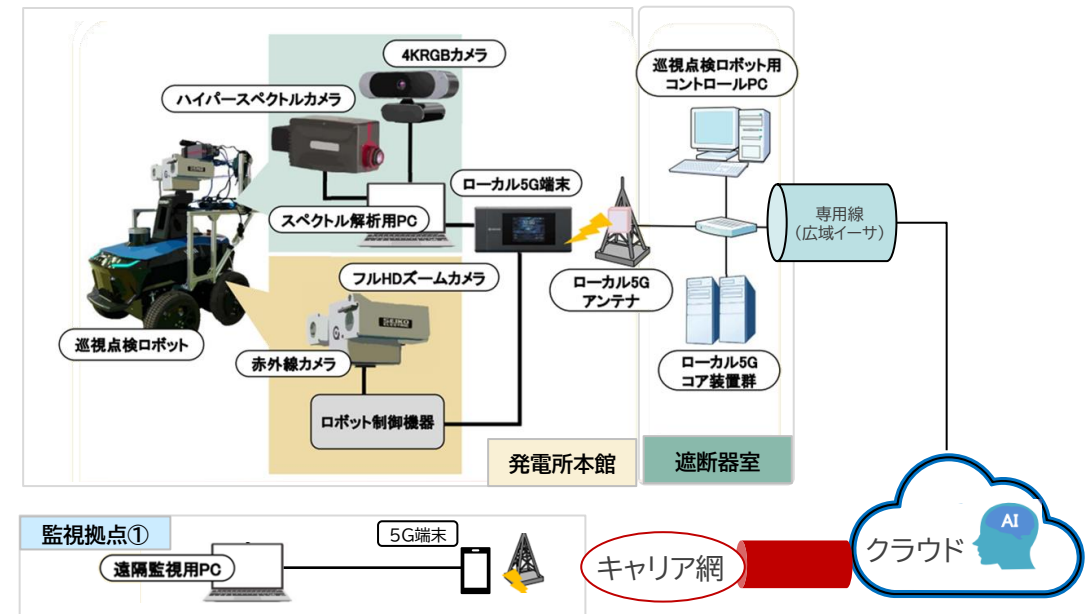 4KRGBカメラ
ハイパースペクトルカメラ
スペクトル解析用PC
ローカル5G端末
フルHDズームカメラ
SEIKO
ELECTRIC
赤外線カメラ
巡視点検ロボット
ロボット制御機器
ローカル5G
アンテナ
発電所本館
巡視点検ロボット用
コントロールPC
ローカル5G
コア装置群
遮断器室
専用線
（広域イーサ）
監視拠点①
遠隔監視用PC
5G端末
キャリア網
クラウド
AI